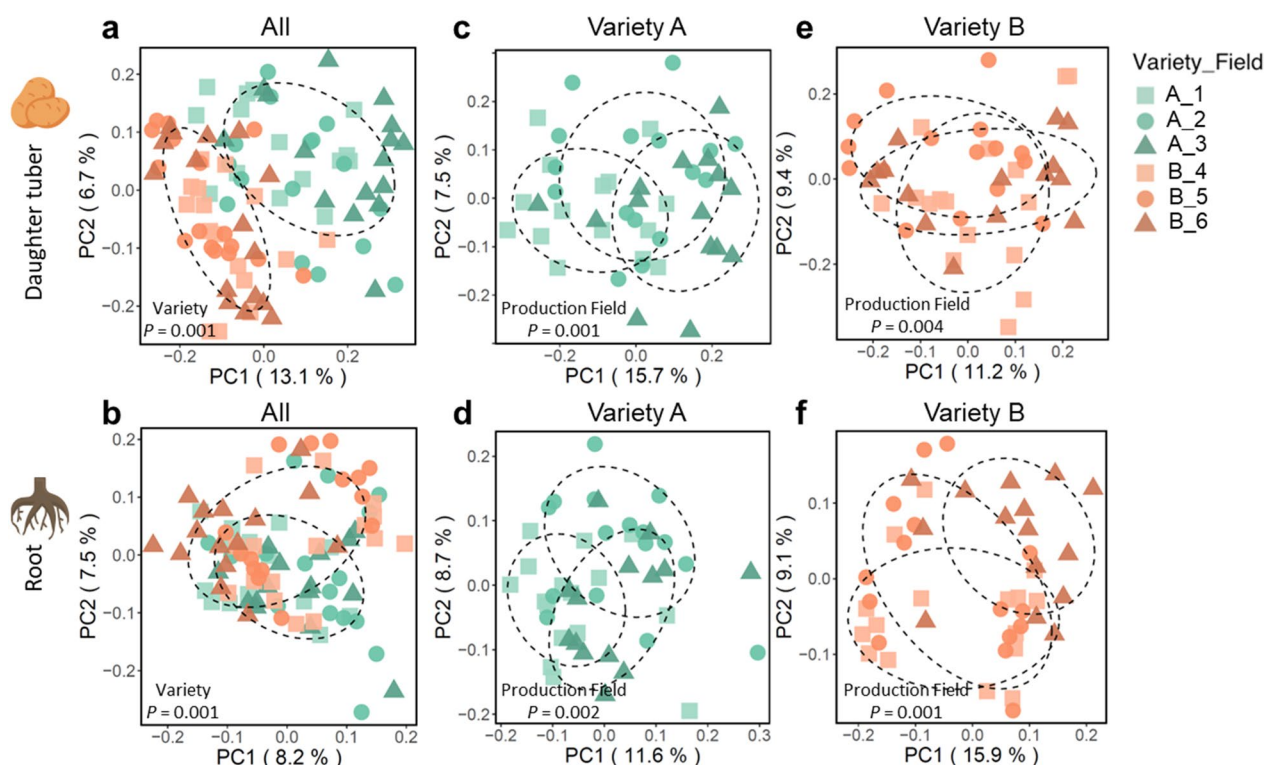 a
All
Daughter tuber
PC2 ( 6.7 % )
0.2
0.1
0.0
−0.1
−0.2
Variety
P = 0.001
−0.2
0.0
0.2
PC1 ( 13.1 % )
c
Variety A
PC2 ( 7.5 % )
0.2
0.1
0.0
−0.1
−0.2
Production Field
P = 0.001
−0.2
0.0
0.2
PC1 ( 15.7 % )
e
Variety B
PC2 ( 9.4 % )
0.2
0.0
−0.2
Production Field
P = 0.004
−0.2
−0.1
0.0
0.1
0.2
PC1 ( 11.2 % )
Variety_Field
A_1
A_2
A_3
B_4
B_5
B_6
b
All
Root
PC2 ( 7.5 % )
0.2
0.1
0.0
−0.1
−0.2
Variety
P = 0.001
−0.2
−0.1
0.0
0.1
0.2
PC1 ( 8.2 % )
d
Variety A
PC2 ( 8.7 % )
0.2
0.1
0.0
−0.1
−0.2
Production Field
P = 0.002
−0.2
−0.1
0.0
0.1
0.2
0.3
PC1 ( 11.6 % )
f
Variety B
PC2 ( 9.1 % )
0.1
0.0
−0.1
Production Field
P = 0.001
−0.2
−0.1
0.0
0.1
0.2
PC1 ( 15.9 % )